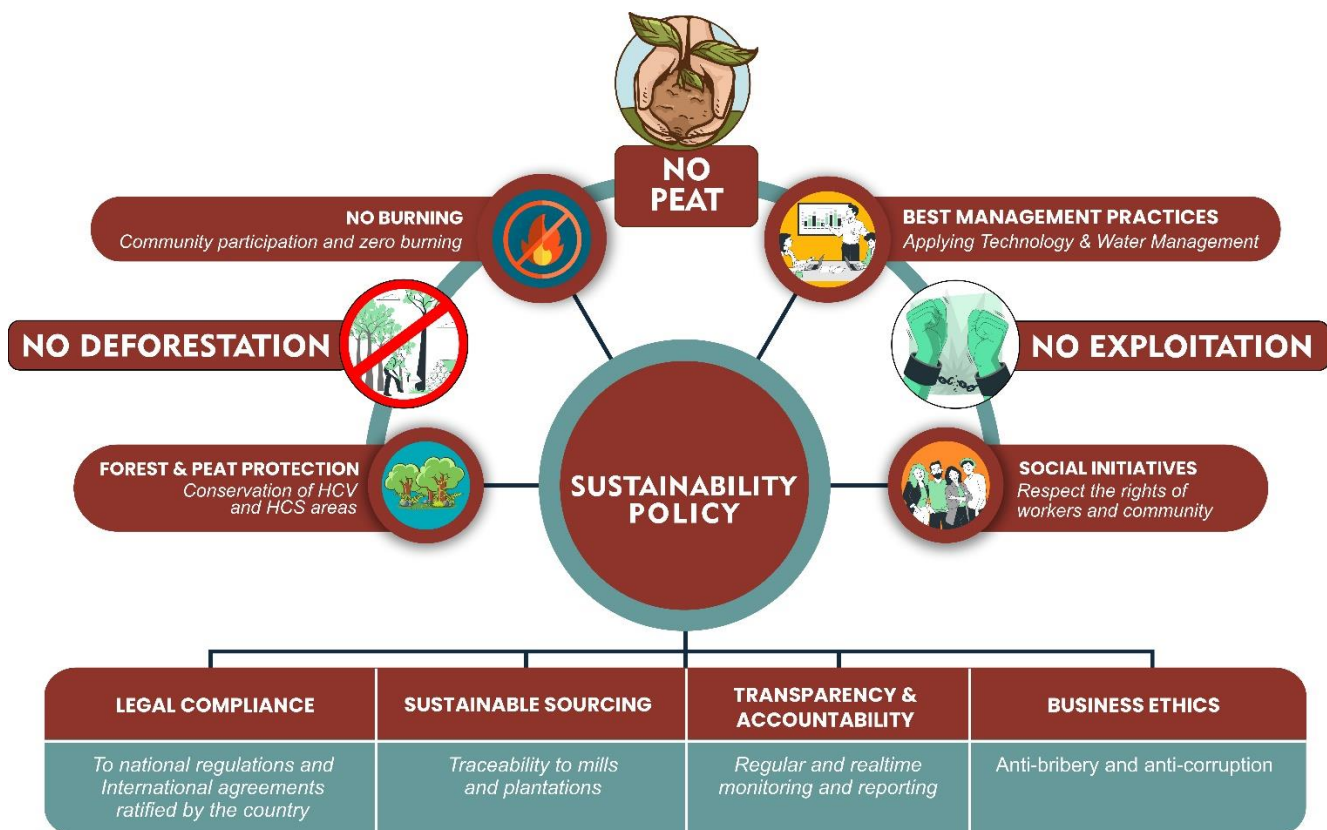 NO
PEAT
NO BURNING
Community participation and zero burning
BEST MANAGEMENT PRACTICES
Applying Technology & Water Management
NO DEFORESTATION
NO EXPLOITATION
FOREST & PEAT PROTECTION
Conservation of HCV
and HCS areas
SUSTAINABILITY
POLICY
SOCIAL INITIATIVES
Respect the rights of
workers and community
LEGAL COMPLIANCE
To national regulations and
International agreements
ratified by the country
SUSTAINABLE SOURCING
Traceability to mills
and plantations
TRANSPARENCY &
ACCOUNTABILITY
Regular and realtime
monitoring and reporting
BUSINESS ETHICS
Anti-bribery and anti-corruption